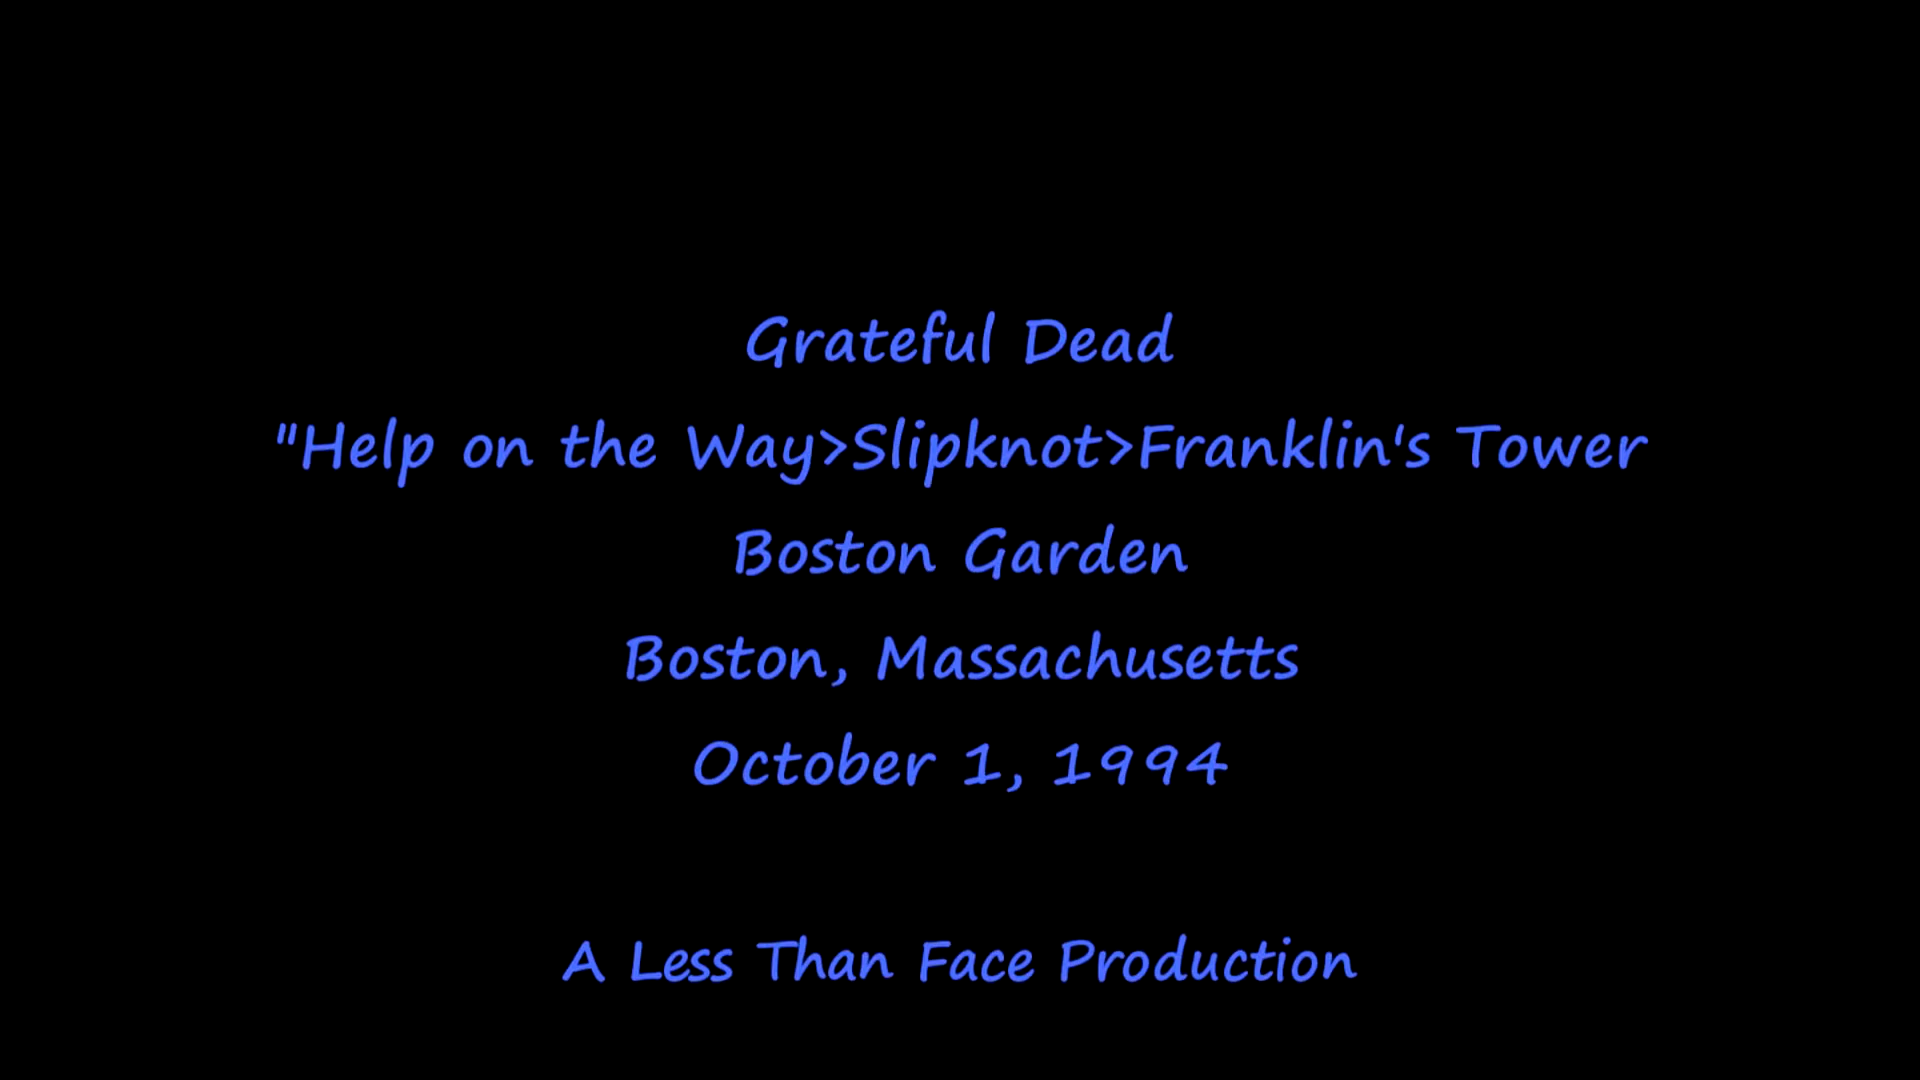 Grateful Dead
"Help on the Way>Slipknot>Franklin's Tower
Boston Garden
Boston, Massachusetts
October 1, 1994
A Less Than Face Production